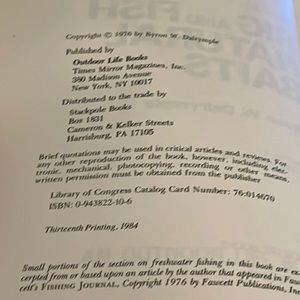 Copyright © 1976 by Byron W. Dalrymple
Published by
Outdoor Life Books
Times Mirror Magazines, Inc.
380 Madison Avenue
New York, NY 10017
Distributed to the trade by
Stackpole Books
Box 1831
Cameron & Kelker Streets
Harrisburg, PA 17105
Brief quotations may be used in critical articles and reviews. For
any other reproduction of the book, however, including elec-
tronic, mechanical, photocopying, recording or other means,
written permission must be obtained from the publisher
Library of Congress Catalog Card Number: 76-014670
ISBN: 0-943822-10-6
Thirteenth Printing, 1984
Small portions of the section on freshwater fishing in this book are ex-
cerpted from or based upon an article by the author that appeared in Faw-
cett's FISHING JOURNAL, Copyright 1976 by Fawcett Publications, Inc.